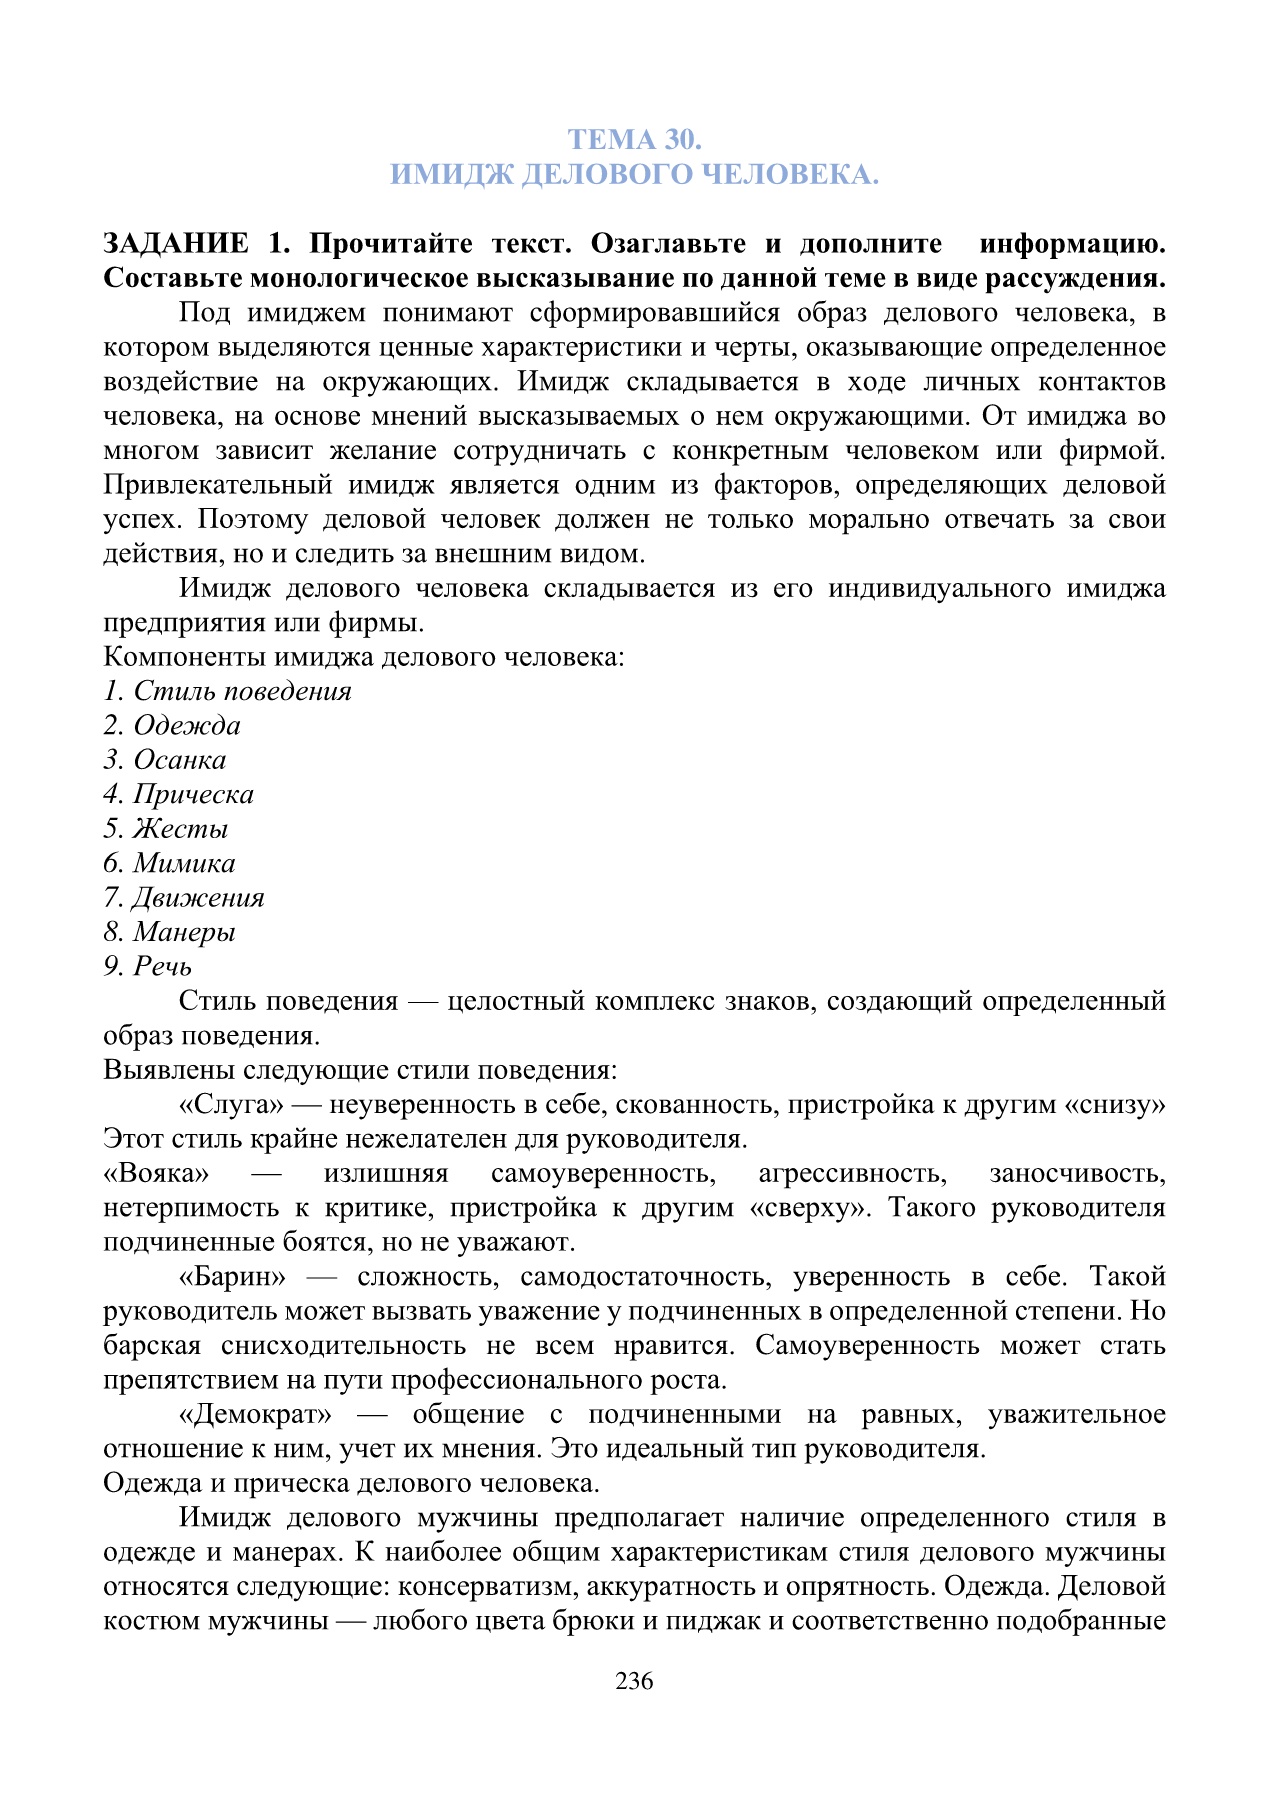 ТЕМА 30.
ИМИДЖ ДЕЛОВОГО ЧЕЛОВЕКА.
ЗАДАНИЕ 1. Прочитайте текст. Озаглавьте и дополните информацию.
Составьте монологическое высказывание по данной теме в виде рассуждения.
Под имиджем понимают сформировавшийся образ делового человека, в
котором выделяются ценные характеристики и черты, оказывающие определенное
воздействие на окружающих. Имидж складывается в ходе личных контактов
человека, на основе мнений высказываемых о нем окружающими. От имиджа во
многом зависит желание сотрудничать с конкретным человеком или фирмой.
Привлекательный имидж является одним из факторов, определяющих деловой
успех. Поэтому деловой человек должен не только морально отвечать за свои
действия, но и следить за внешним видом.
Имидж делового человека складывается из его индивидуального имиджа
предприятия или фирмы.
Компоненты имиджа делового человека:
1. Стиль поведения
2. Одежда
3. Осанка
4. Прическа
5. Жесты
6. Мимика
7. Движения
8. Манеры
9. Речь
Стиль поведения — целостный комплекс знаков, создающий определенный
образ поведения.
Выявлены следующие стили поведения:
«Слуга» — неуверенность в себе, скованность, пристройка к другим «снизу»
Этот стиль крайне нежелателен для руководителя.
«Вояка» — излишняя самоуверенность, агрессивность, заносчивость,
нетерпимость к критике, пристройка к другим «сверху». Такого руководителя
подчиненные боятся, но не уважают.
«Барин» — сложность, самодостаточность, уверенность в себе. Такой
руководитель может вызвать уважение у подчиненных в определенной степени. Но
барская снисходительность не всем нравится. Самоуверенность может стать
препятствием на пути профессионального роста.
«Демократ» — общение с подчиненными на равных, уважительное
отношение к ним, учет их мнения. Это идеальный тип руководителя.
Одежда и прическа делового человека.
Имидж делового мужчины предполагает наличие определенного стиля в
одежде и манерах. К наиболее общим характеристикам стиля делового мужчины
относятся следующие: консерватизм, аккуратность и опрятность. Одежда. Деловой
костюм мужчины — любого цвета брюки и пиджак и соответственно подобранные
236